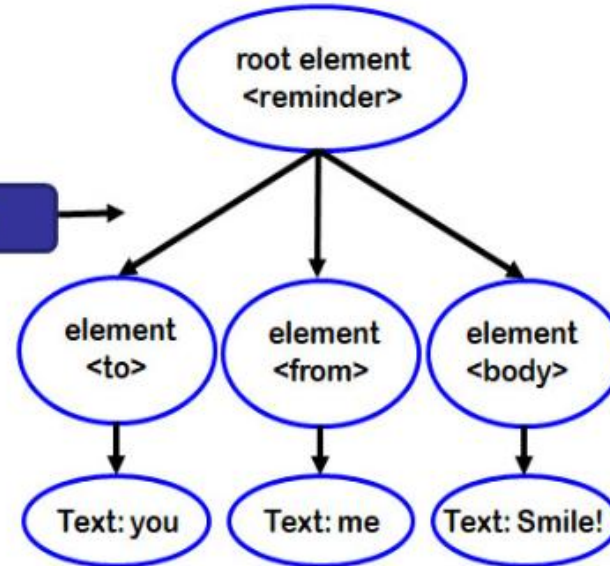 root element
<reminder>
element
<to>
element
<from>
element
<body>
Text: you
Text: me
Text: Smile!